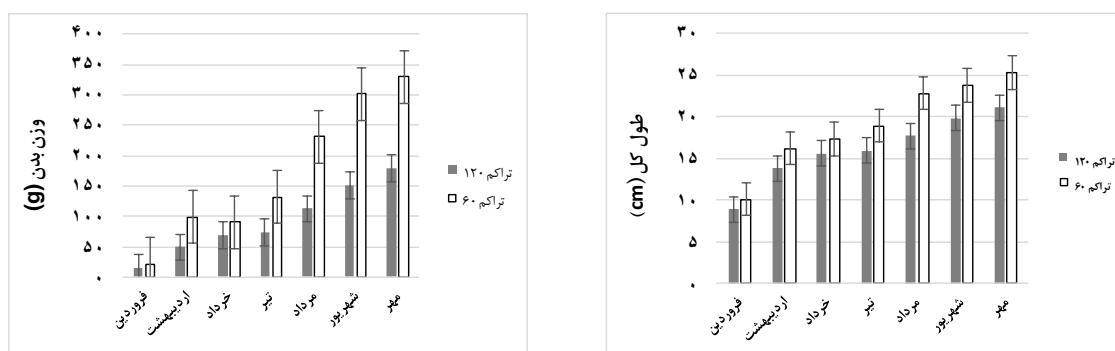 وزن بدن (g)
۴۰۰
۳۵۰
۳۰۰
۲۵۰
۲۰۰
۱۵۰
۱۰۰
۵۰
۰
فروردین
اردیبهشت
خرداد
تیر
مرداد
شهریور
مهر
تراکم ۱۲۰
تراکم ۶۰
طول کل (cm)
۳۰
۲۵
۲۰
۱۵
۱۰
۵
۰
فروردین
اردیبهشت
خرداد
تیر
مرداد
شهریور
مهر
تراکم ۱۲۰
تراکم ۶۰